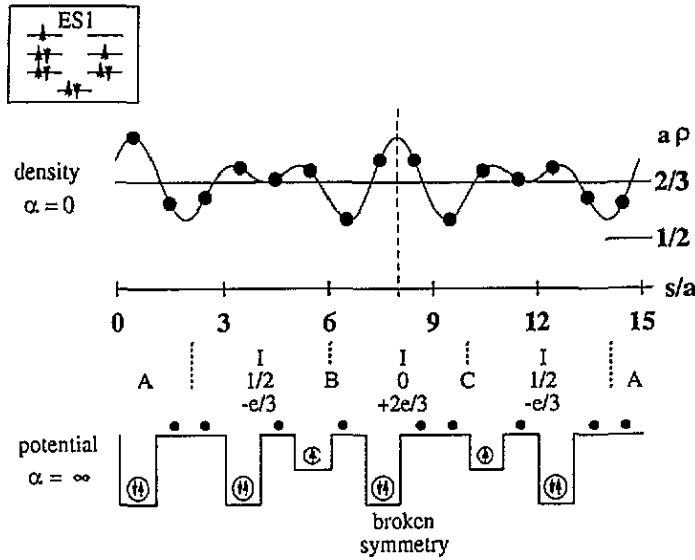 ES1
a ρ
density
α = 0
2/3
1/2
s/a
0 3 6 9 12 15
I I I
A 1/2 B 0 C 1/2 A
-e/3 +2e/3 -e/3
potential
α = ∞
broken
symmetry